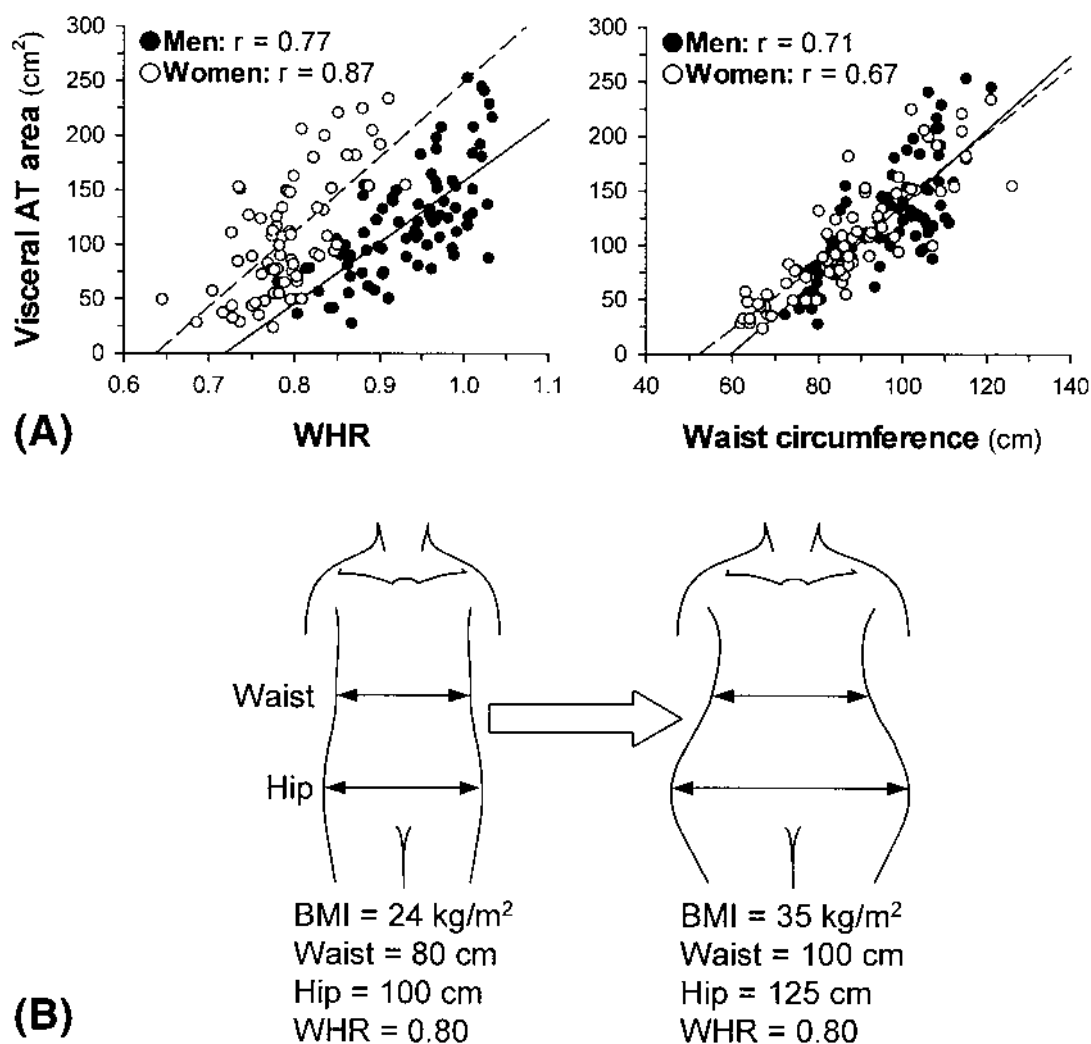 300
250
200
150
100
50
0
Visceral AT area (cm²)
Men: r = 0.77
Women: r = 0.87
0.6 0.7 0.8 0.9 1.0 1.1
WHR
300
250
200
150
100
50
0
Men: r = 0.71
Women: r = 0.67
40 60 80 100 120 140
Waist circumference (cm)
(A)
Waist
Hip
BMI = 24 kg/m²
Waist = 80 cm
Hip = 100 cm
WHR = 0.80
BMI = 35 kg/m²
Waist = 100 cm
Hip = 125 cm
WHR = 0.80
(B)